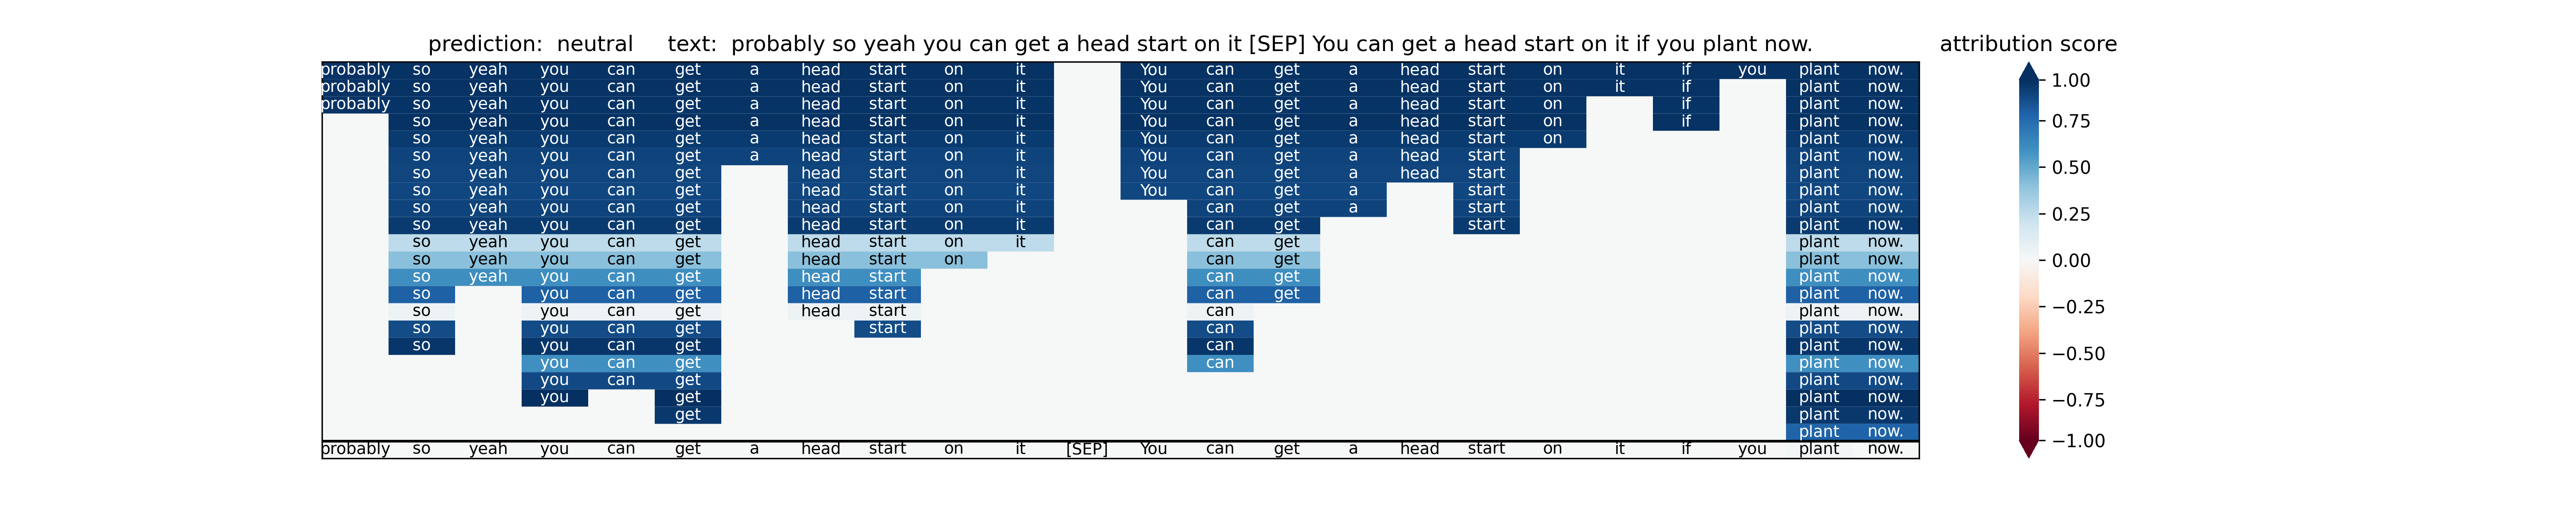 prediction: neutral text: probably so yeah you can get a head start on it [SEP] You can get a head start on it if you plant now.
probably so yeah you can get a head start on it You can get a head start on it if you plant now.
probably so yeah you can get a head start on it You can get a head start on it if plant now.
probably so yeah you can get a head start on it You can get a head start on if plant now.
so yeah you can get a head start on it You can get a head start on if plant now.
so yeah you can get a head start on it You can get a head start on plant now.
so yeah you can get a head start on it You can get a head start plant now.
so yeah you can get head start on it You can get a head start plant now.
so yeah you can get head start on it You can get a start plant now.
so yeah you can get head start on it can get a start plant now.
so yeah you can get head start on it can get start plant now.
so yeah you can get head start on it can get plant now.
so yeah you can get head start on can get plant now.
so yeah you can get head start can get plant now.
so you can get head start can get plant now.
so you can get head start can plant now.
so you can get start can plant now.
so you can get can plant now.
you can get can plant now.
you can get plant now.
you get plant now.
get plant now.
plant now.
probably so yeah you can get a head start on it [SEP] You can get a head start on it if you plant now.
attribution score
1.00
0.75
0.50
0.25
0.00
−0.25
−0.50
−0.75
−1.00